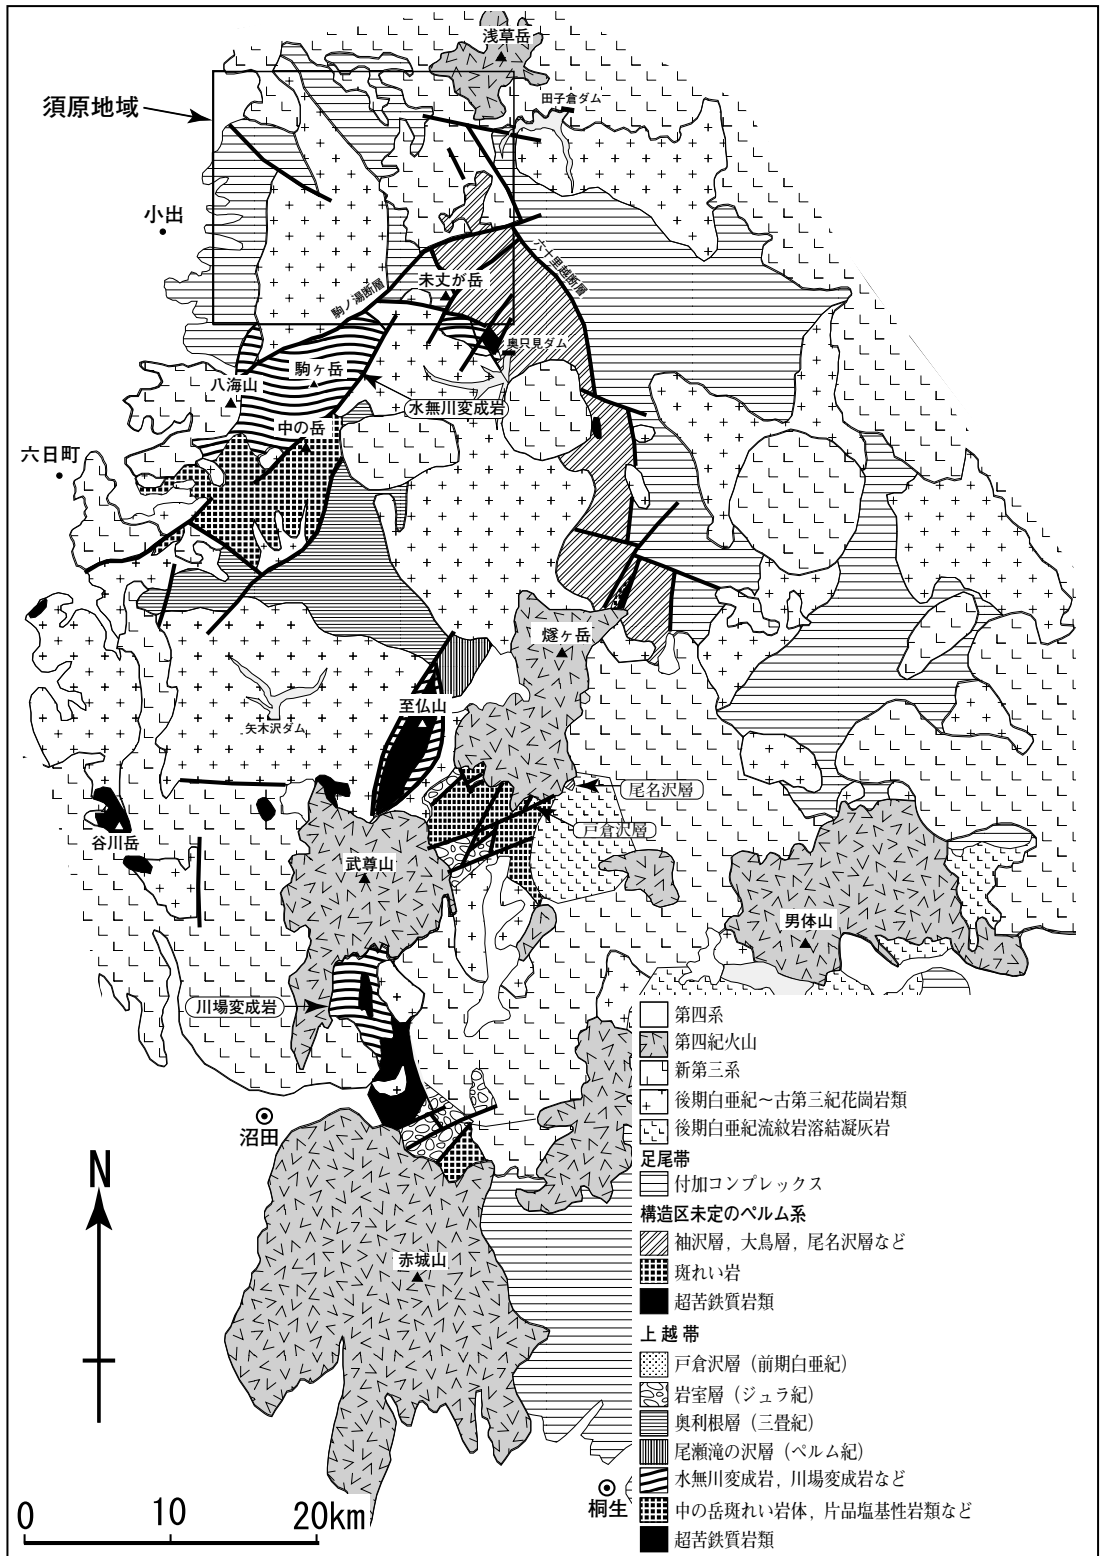 浅草岳
田子倉ダム
須原地域
小出
六十里越断層
未丈が岳
駒ノ湯断層
奥只見ダム
駒ヶ岳
八海山
水無川変成岩
中の岳
六日町
燧ヶ岳
至仏山
矢木沢ダム
尾名沢層
戸倉沢層
谷川岳
武尊山
男体山
川場変成岩
沼田
N
赤城山
桐生
0 10 20km
第四系
第四紀火山
新第三系
後期白亜紀～古第三紀花崗岩類
後期白亜紀流紋岩溶結凝灰岩
足尾帯
付加コンプレックス
構造区未定のペルム系
袖沢層，大鳥層，尾名沢層など
斑れい岩
超苦鉄質岩類
上越帯
戸倉沢層（前期白亜紀）
岩室層（ジュラ紀）
奥利根層（三畳紀）
尾瀬滝の沢層（ペルム紀）
水無川変成岩，川場変成岩など
中の岳斑れい岩体，片品塩基性岩類など
超苦鉄質岩類